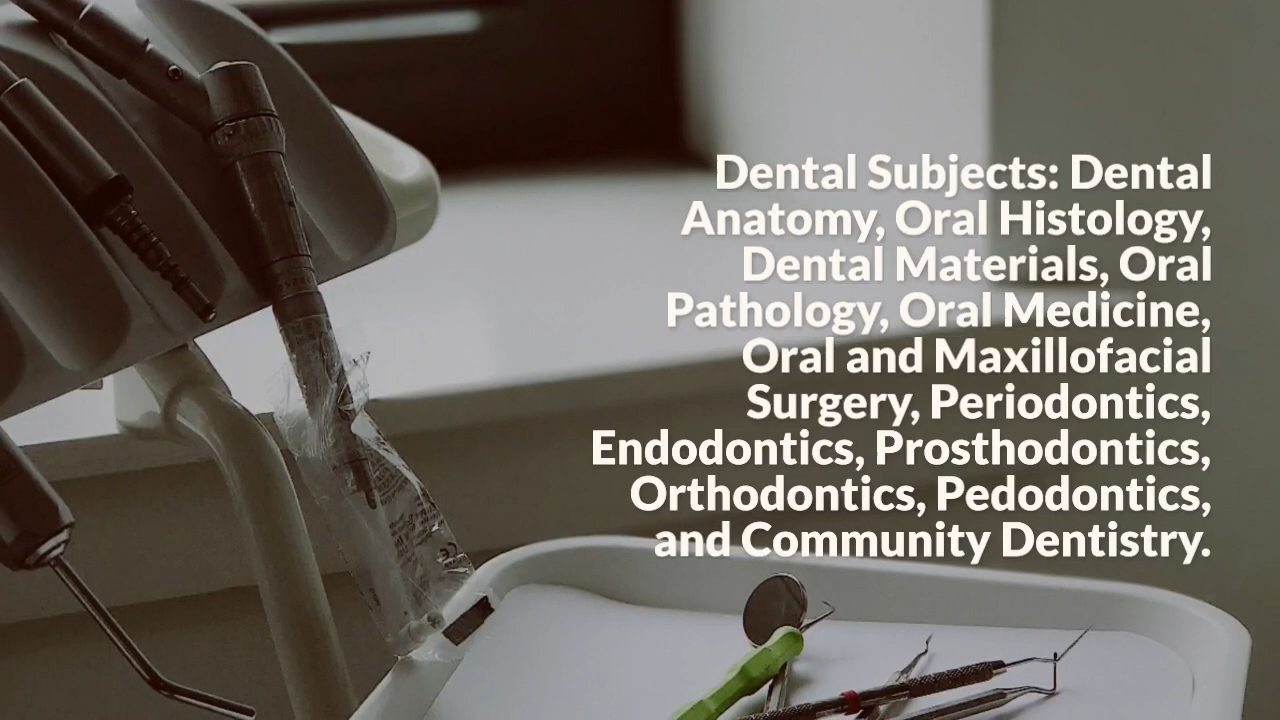 Dental Subjects: Dental
Anatomy, Oral Histology,
Dental Materials, Oral
Pathology, Oral Medicine,
Oral and Maxillofacial
Surgery, Periodontics,
Endodontics, Prosthodontics,
Orthodontics, Pedodontics,
and Community Dentistry.